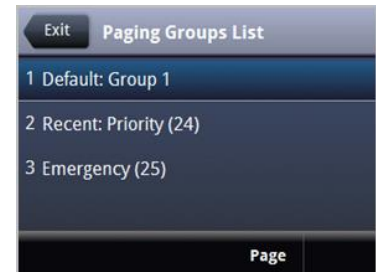 Exit Paging Groups List
1 Default: Group 1
2 Recent: Priority (24)
3 Emergency (25)
Page